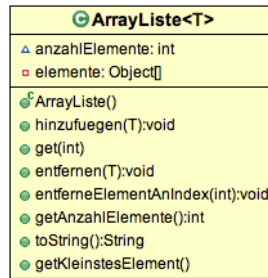 ArrayListe<T>
anzahlElemente: int
elemente: Object[]
ArrayListe()
hinzufuegen(T):void
get(int)
entfernen(T):void
entferneElementAnIndex(int):void
getAnzahlElemente():int
toString():String
getKleinstesElement()